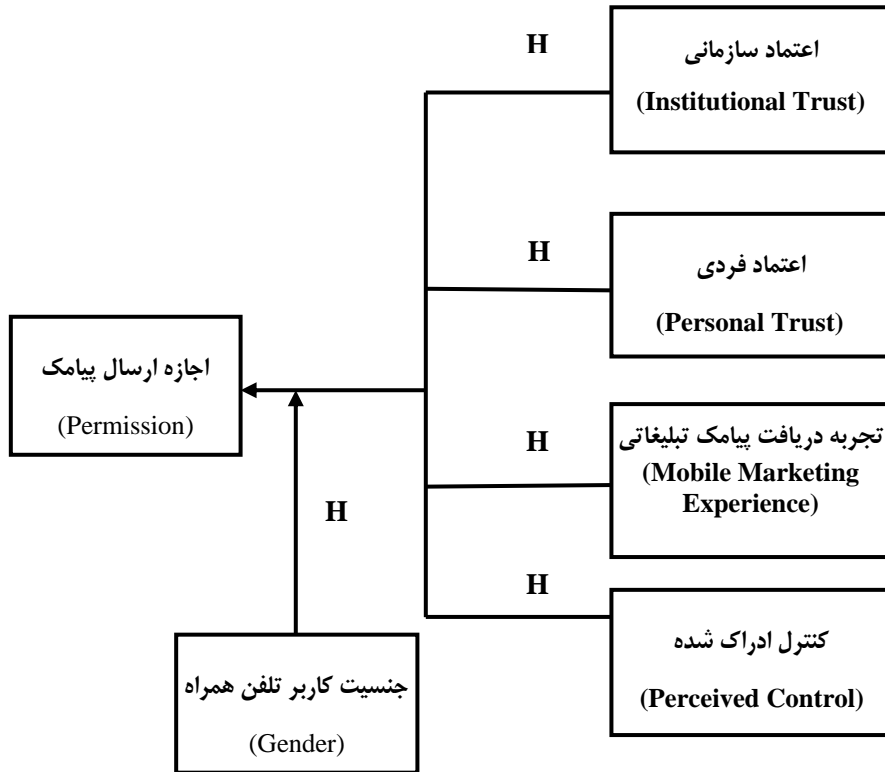 H
اعتماد سازمانی
(Institutional Trust)
H
اعتماد فردی
(Personal Trust)
اجازه ارسال پیامک
(Permission)
H
تجربه دریافت پیامک تبلیغاتی
(Mobile Marketing
Experience)
H
H
کنترل ادراک شده
(Perceived Control)
جنسیت کاربر تلفن همراه
(Gender)